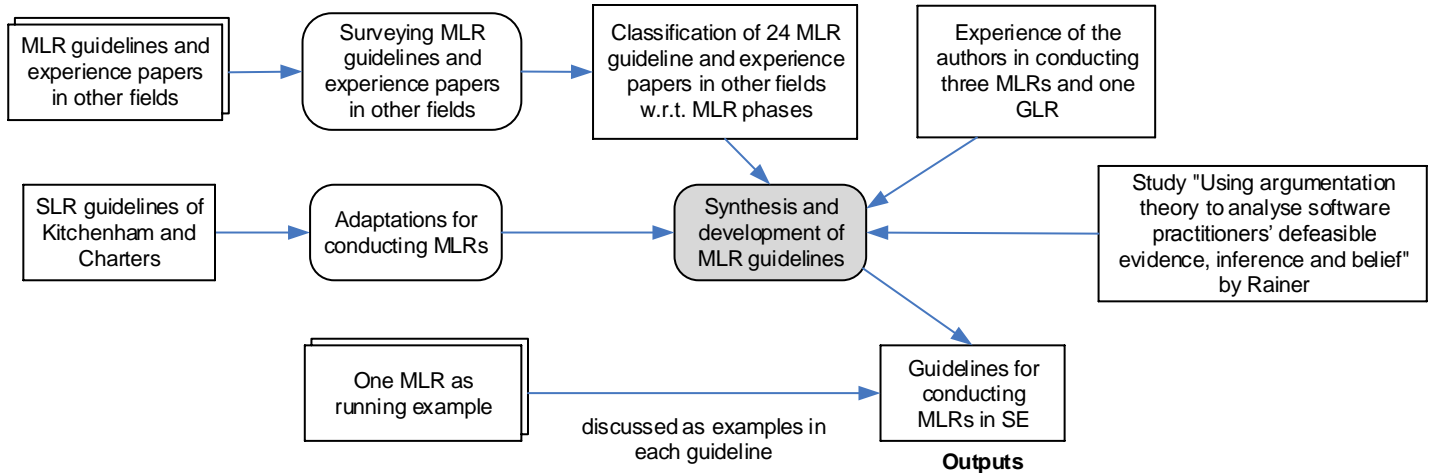 MLR guidelines and
experience papers
in other fields
Surveying MLR
guidelines and
experience papers
in other fields
Classification of 24 MLR
guideline and experience
papers in other fields
w.r.t. MLR phases
Experience of the
authors in conducting
three MLRs and one
GLR
SLR guidelines of
Kitchenham and
Charters
Adaptations for
conducting MLRs
Synthesis and
development of
MLR guidelines
Study "Using argumentation
theory to analyse software
practitioners’ defeasible
evidence, inference and belief"
by Rainer
One MLR as
running example
discussed as examples in
each guideline
Guidelines for
conducting
MLRs in SE
Outputs